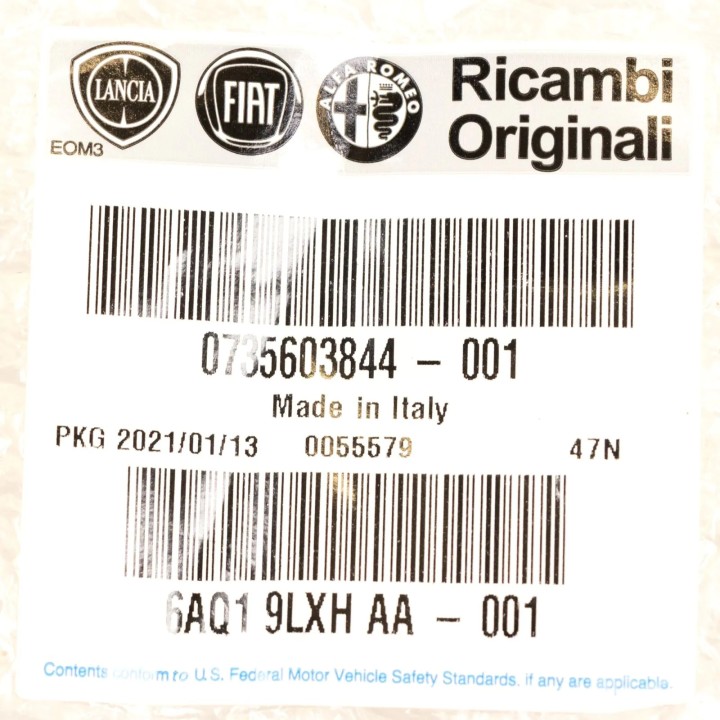 LANCIA FIAT ALFA ROMEO Ricambi
Originali
EOM3
0735603844 - 001
Made in Italy
PKG 2021/01/13 0055579 47N
6AQ1 9LXH AA - 001
Contents conform to U.S. Federal Motor Vehicle Safety Standards, if any are applicable.